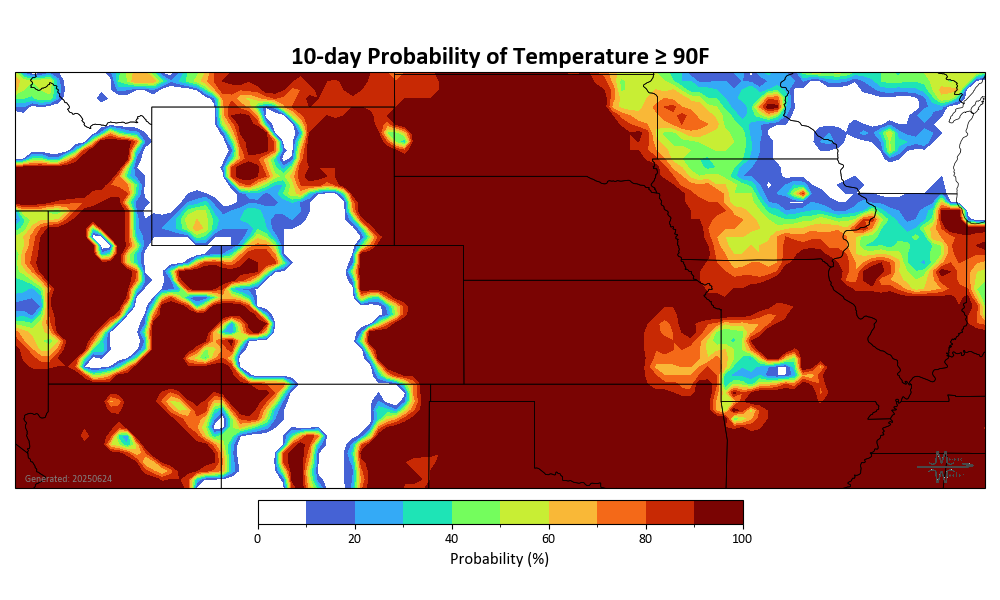 10-day Probability of Temperature ≥ 90F
Generated: 20250624
0 20 40 60 80 100
Probability (%)